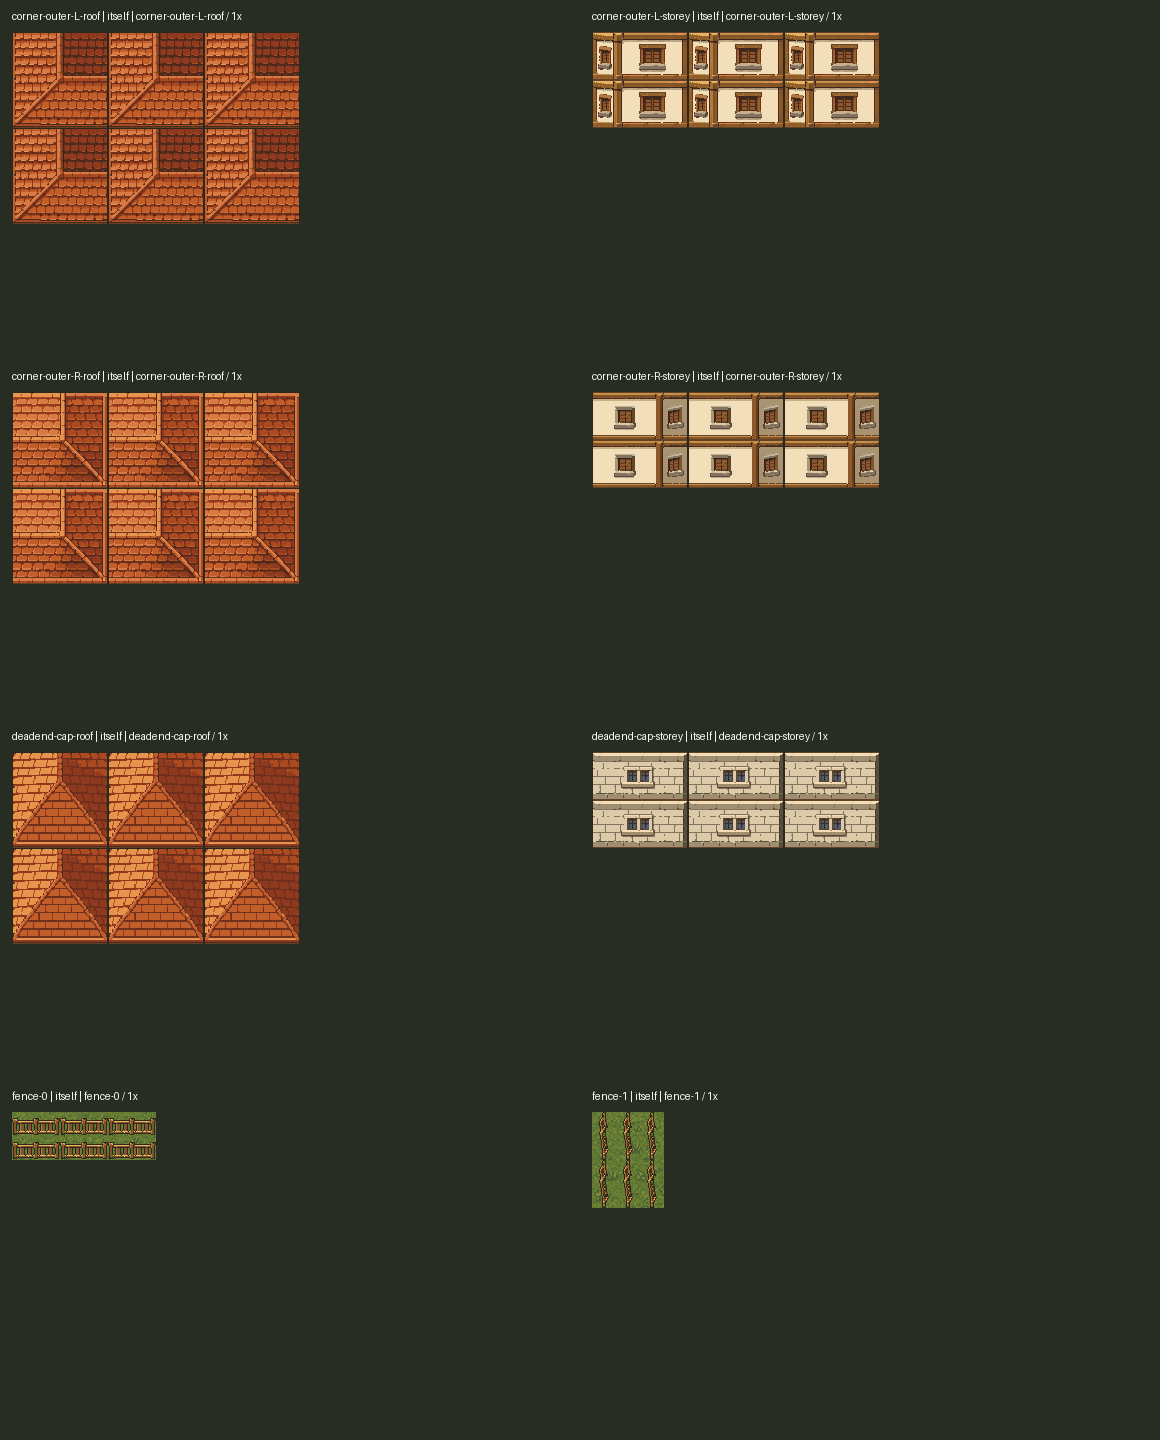 corner-outer-L-roof | itself | corner-outer-L-roof / 1x
corner-outer-L-storey | itself | corner-outer-L-storey / 1x
corner-outer-R-roof | itself | corner-outer-R-roof / 1x
corner-outer-R-storey | itself | corner-outer-R-storey / 1x
deadend-cap-roof | itself | deadend-cap-roof / 1x
deadend-cap-storey | itself | deadend-cap-storey / 1x
fence-0 | itself | fence-0 / 1x
fence-1 | itself | fence-1 / 1x